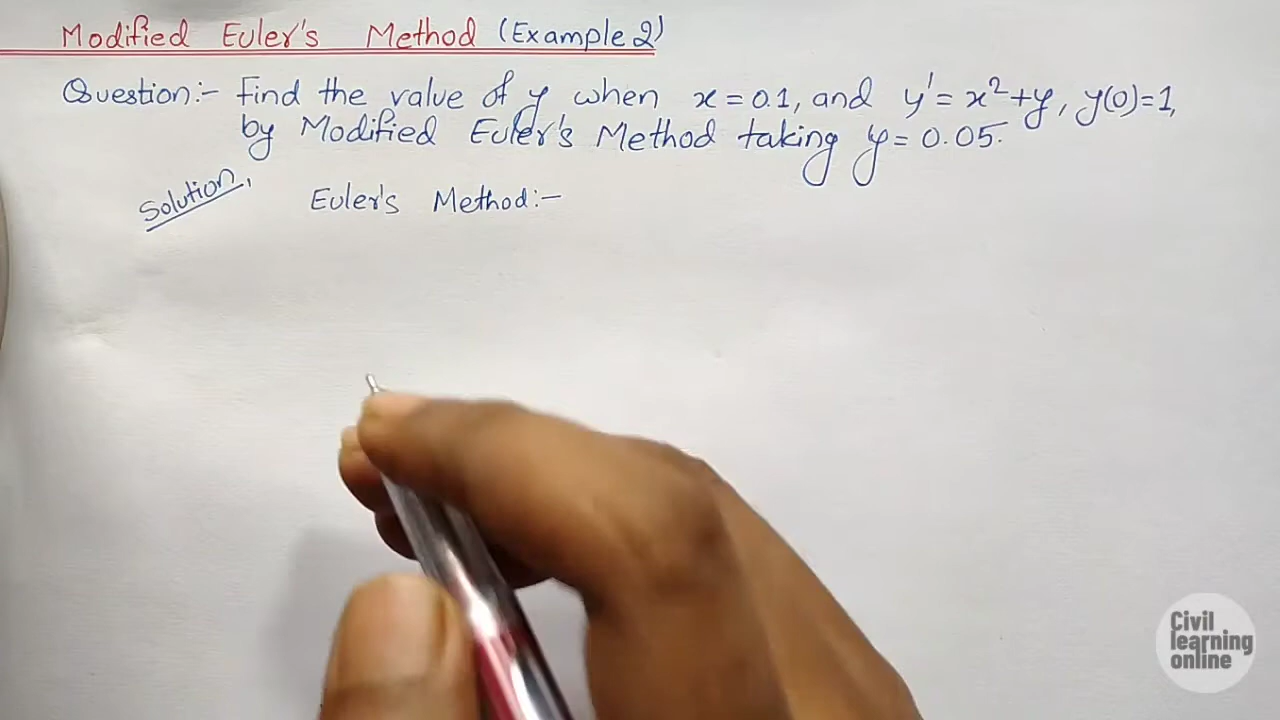 Modified Euler's Method (Example 2)
Question:- Find the value of y when x = 0.1, and y' = x²+y, y(0)=1,
by Modified Euler's Method taking y = 0.05.
Solution,
Euler's Method:-
Civil
learning
online